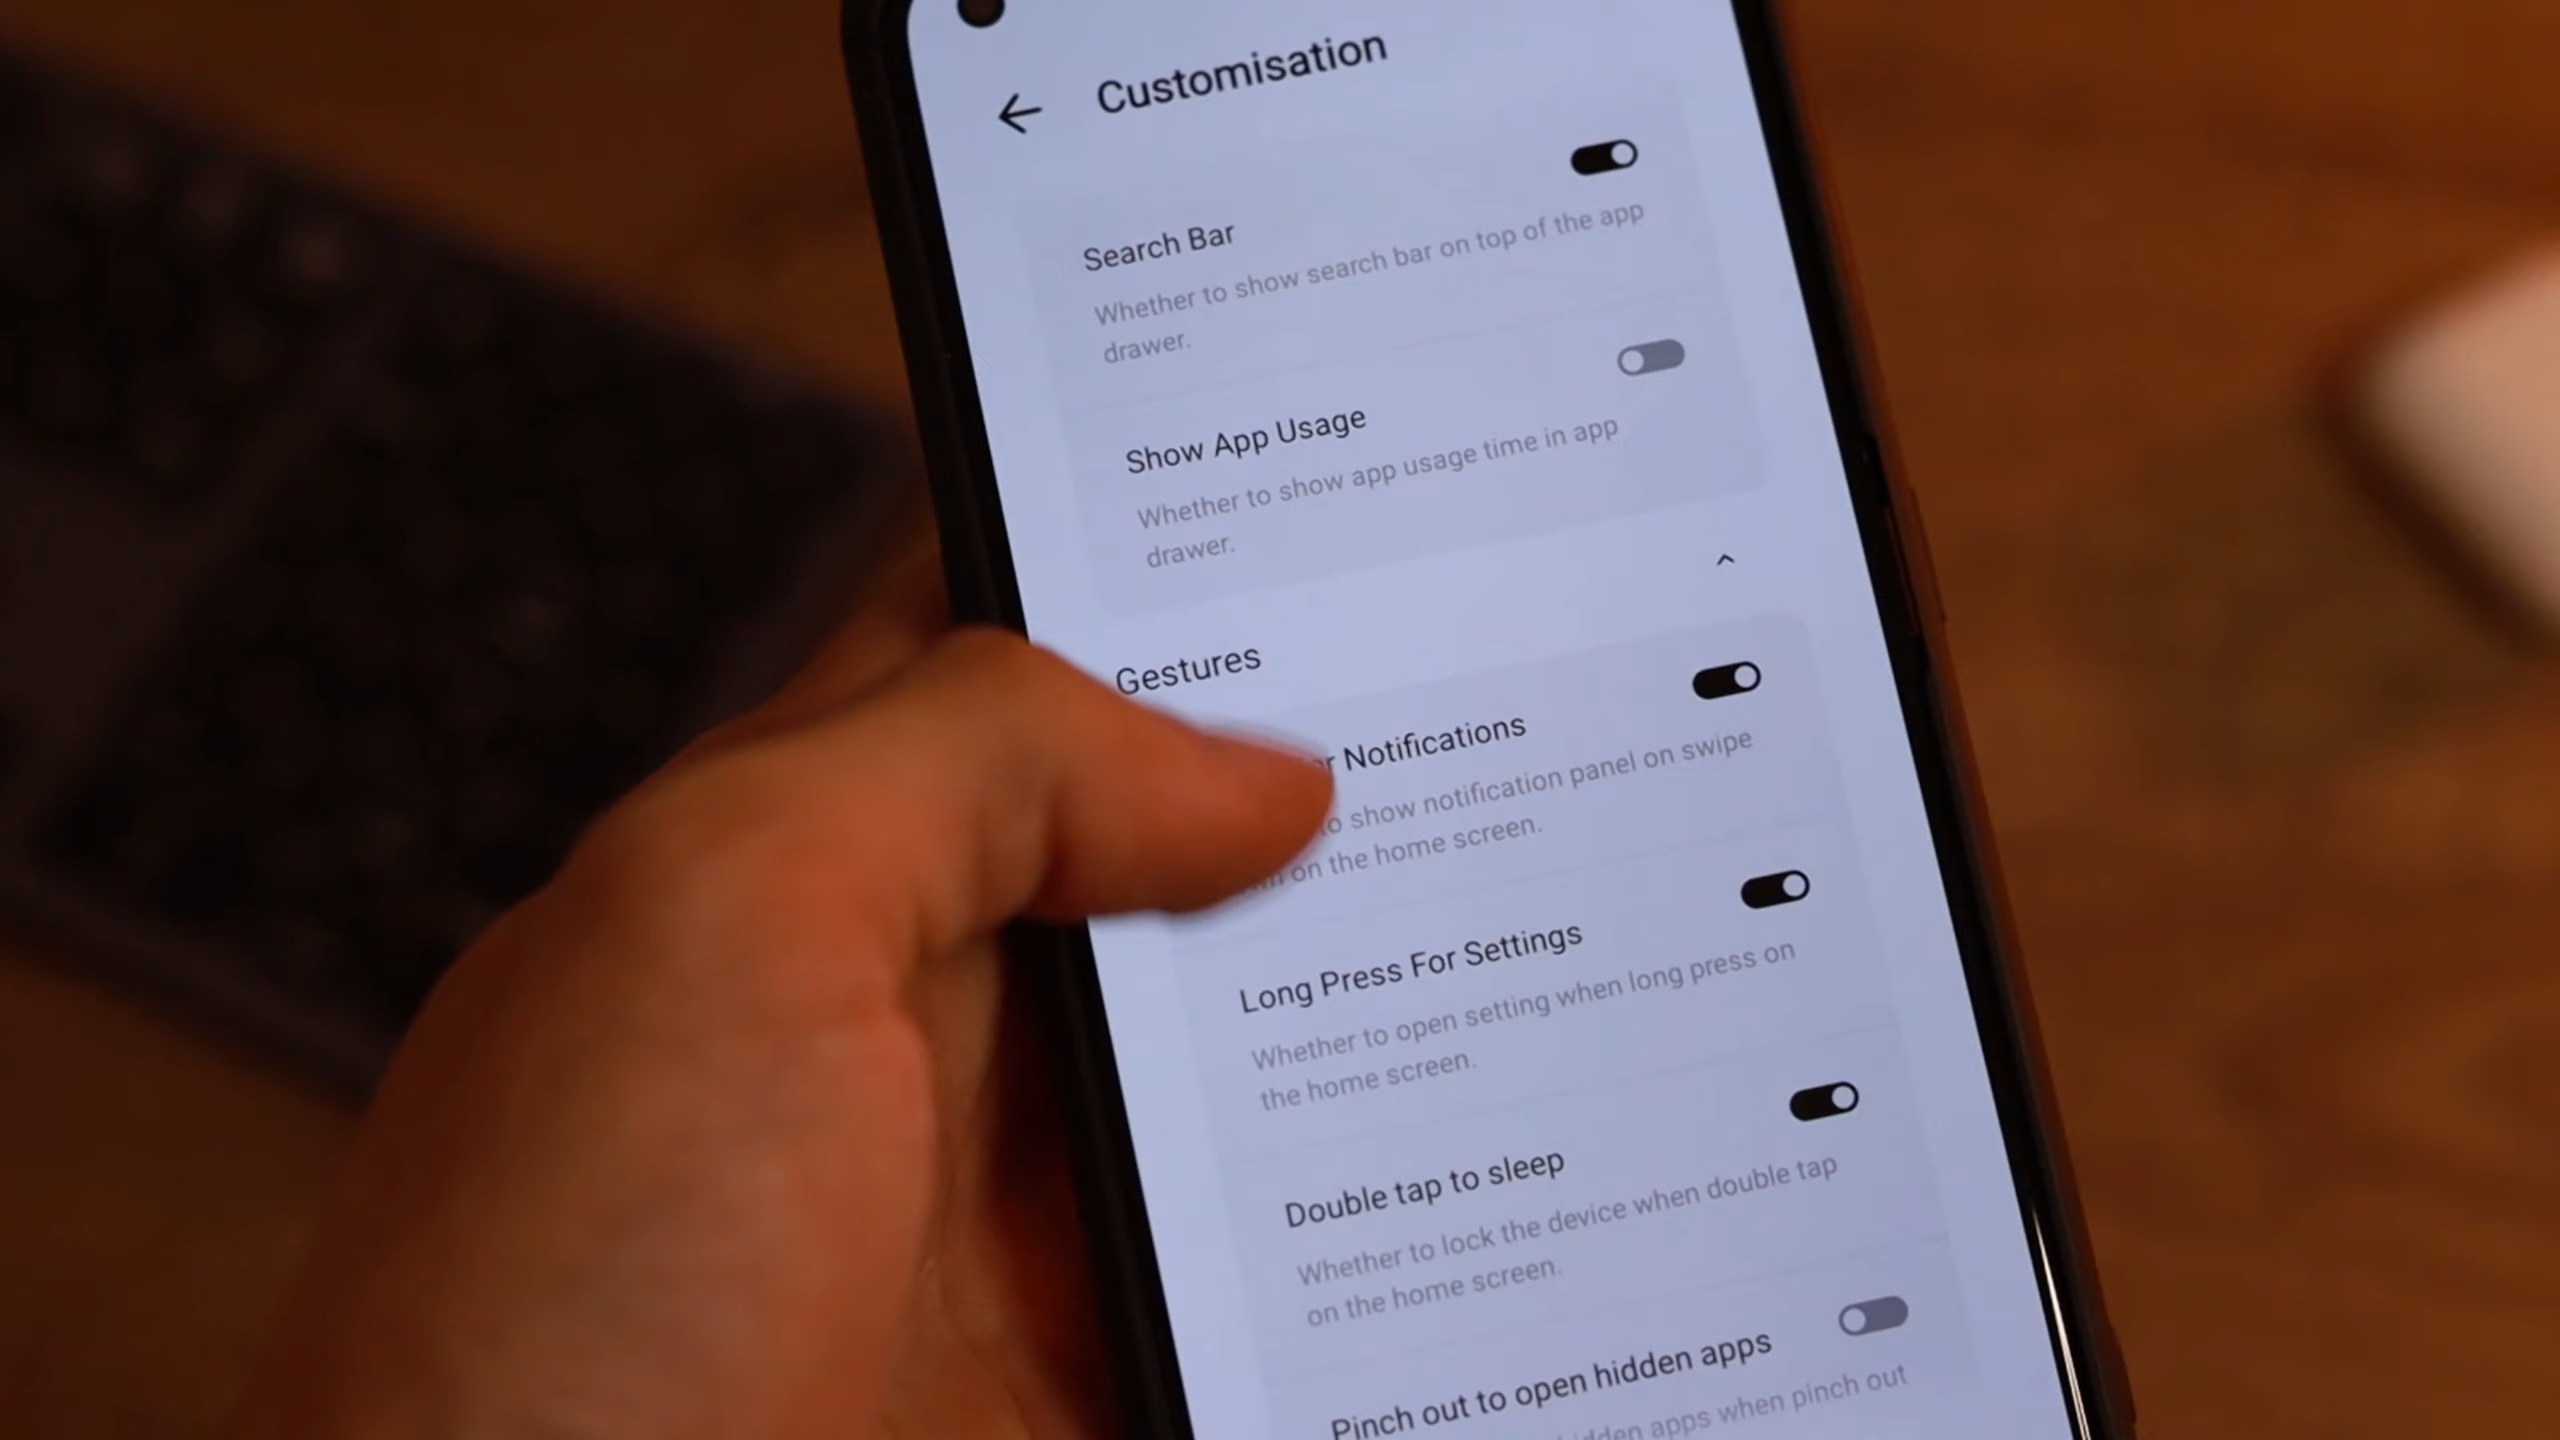 Customisation
Search Bar
Whether to show search bar on top of the app
drawer.
Show App Usage
Whether to show app usage time in app
drawer.
Gestures
Notifications
show notification panel on swipe
on the home screen.
Long Press For Settings
Whether to open setting when long press on
the home screen.
Double tap to sleep
Whether to lock the device when double tap
on the home screen.
Pinch out to open hidden apps
apps when pinch out